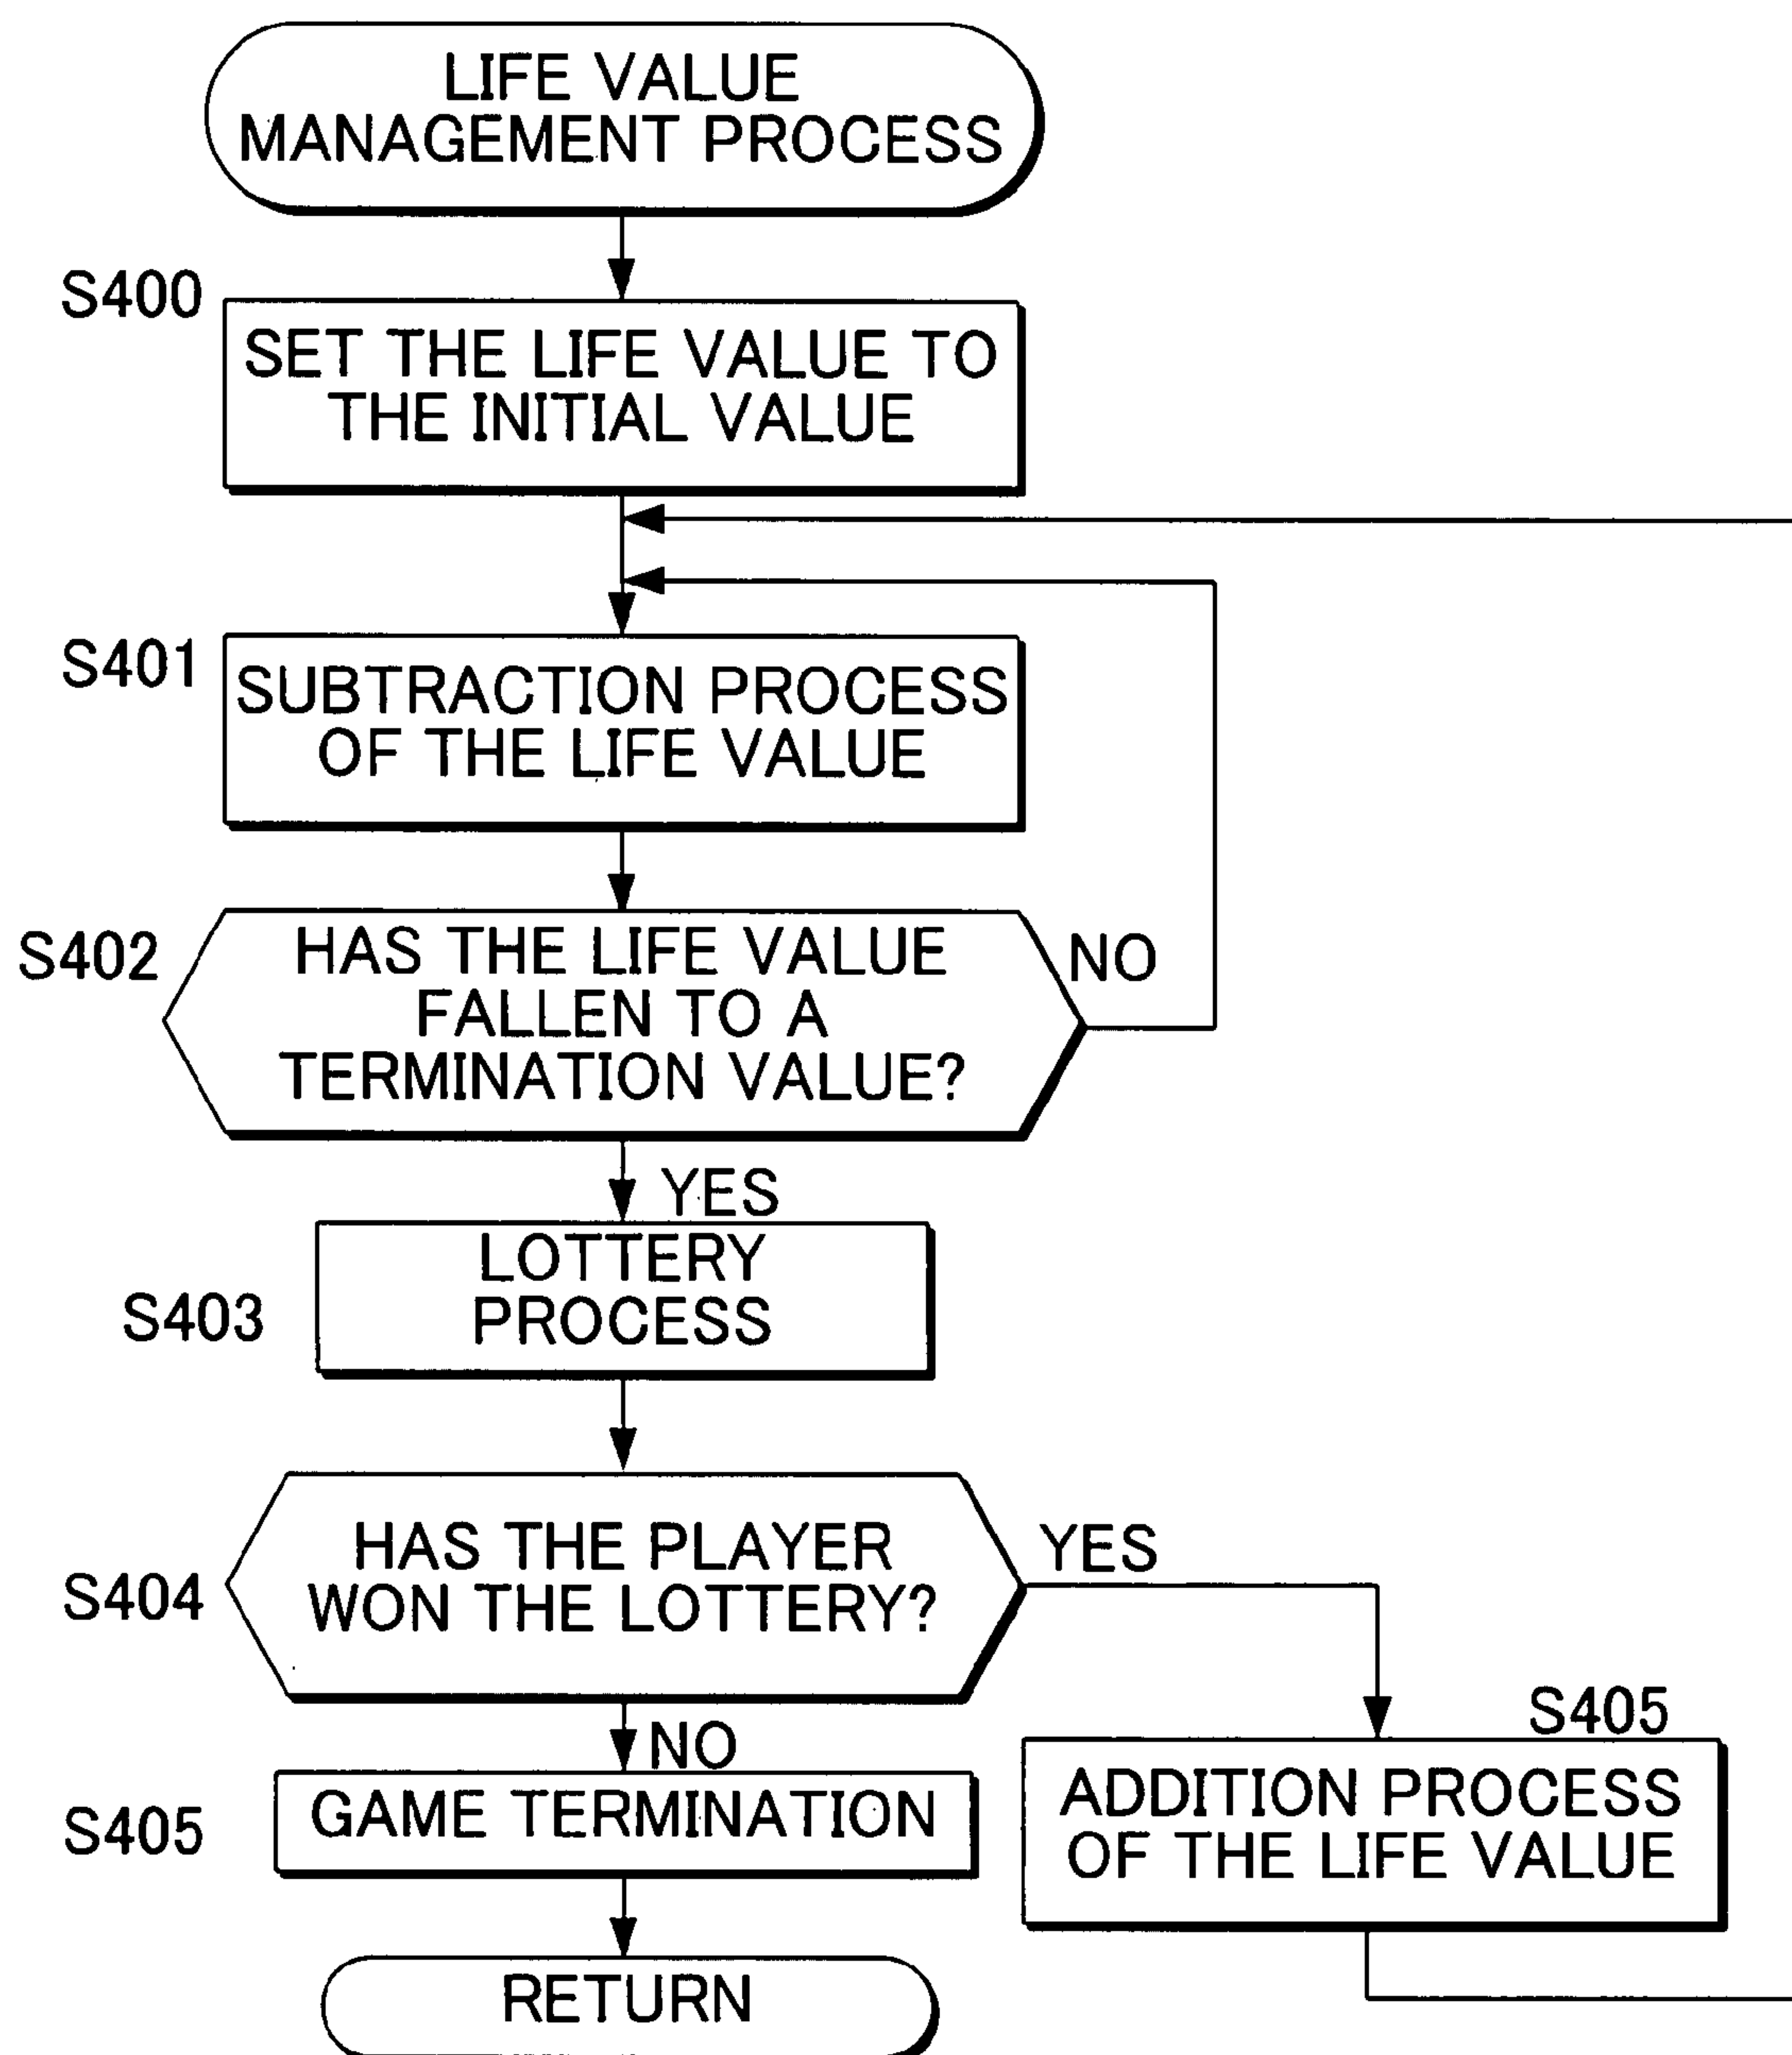 LIFE VALUE
MANAGEMENT PROCESS
S400
SET THE LIFE VALUE TO
THE INITIAL VALUE
S401
SUBTRACTION PROCESS
OF THE LIFE VALUE
S402
HAS THE LIFE VALUE
FALLEN TO A
TERMINATION VALUE?
NO
YES
LOTTERY
PROCESS
S403
HAS THE PLAYER
WON THE LOTTERY?
S404
YES
NO
S405
GAME TERMINATION
S405
ADDITION PROCESS
OF THE LIFE VALUE
RETURN